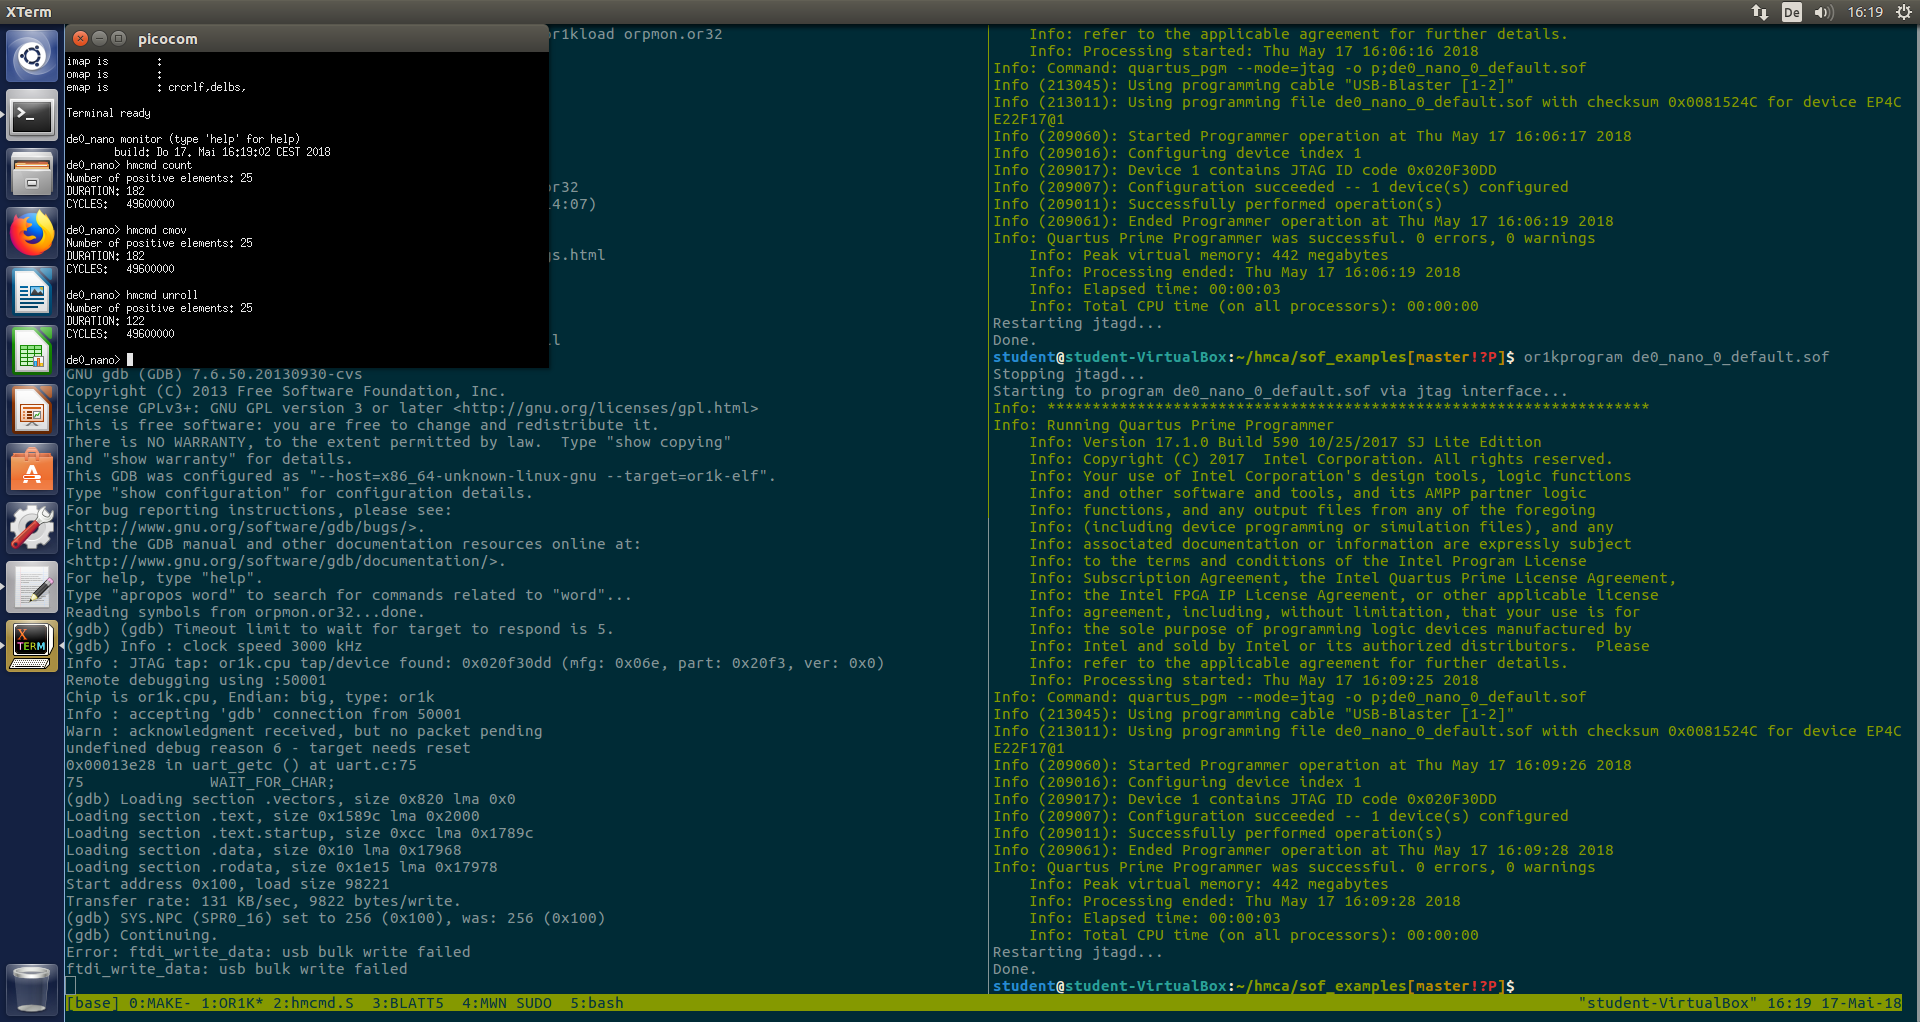 XTerm
De
16:19
picocom
imap is        :
omap is        :
emap is        : crcrlf,delbs,
Terminal ready
de0_nano monitor (type 'help' for help)
        build: Do 17. Mai 16:19:02 CEST 2018
de0_nano> hmcmd count
Number of positive elements: 25
DURATION: 182
CYCLES:   49600000
de0_nano> hmcmd cmov
Number of positive elements: 25
DURATION: 182
CYCLES:   49600000
de0_nano> hmcmd unroll
Number of positive elements: 25
DURATION: 122
CYCLES:   49600000
de0_nano>
or1kload orpmon.or32
or32
4:07)
gs.html
ll
GNU gdb (GDB) 7.6.50.20130930-cvs
Copyright (C) 2013 Free Software Foundation, Inc.
License GPLv3+: GNU GPL version 3 or later <http://gnu.org/licenses/gpl.html>
This is free software: you are free to change and redistribute it.
There is NO WARRANTY, to the extent permitted by law.  Type "show copying"
and "show warranty" for details.
This GDB was configured as "--host=x86_64-unknown-linux-gnu --target=or1k-elf".
Type "show configuration" for configuration details.
For bug reporting instructions, please see:
<http://www.gnu.org/software/gdb/bugs/>.
Find the GDB manual and other documentation resources online at:
<http://www.gnu.org/software/gdb/documentation/>.
For help, type "help".
Type "apropos word" to search for commands related to "word"...
Reading symbols from orpmon.or32...done.
(gdb) (gdb) Timeout limit to wait for target to respond is 5.
(gdb) Info : clock speed 3000 kHz
Info : JTAG tap: or1k.cpu tap/device found: 0x020f30dd (mfg: 0x06e, part: 0x20f3, ver: 0x0)
Remote debugging using :50001
Chip is or1k.cpu, Endian: big, type: or1k
Info : accepting 'gdb' connection from 50001
Warn : acknowledgment received, but no packet pending
undefined debug reason 6 - target needs reset
0x00013e28 in uart_getc () at uart.c:75
75              WAIT_FOR_CHAR;
(gdb) Loading section .vectors, size 0x820 lma 0x0
Loading section .text, size 0x1589c lma 0x2000
Loading section .text.startup, size 0xcc lma 0x1789c
Loading section .data, size 0x10 lma 0x17968
Loading section .rodata, size 0x1e15 lma 0x17978
Start address 0x100, load size 98221
Transfer rate: 131 KB/sec, 9822 bytes/write.
(gdb) SYS.NPC (SPR0_16) set to 256 (0x100), was: 256 (0x100)
(gdb) Continuing.
Error: ftdi_write_data: usb bulk write failed
ftdi_write_data: usb bulk write failed
    Info: refer to the applicable agreement for further details.
    Info: Processing started: Thu May 17 16:06:16 2018
Info: Command: quartus_pgm --mode=jtag -o p;de0_nano_0_default.sof
Info (213045): Using programming cable "USB-Blaster [1-2]"
Info (213011): Using programming file de0_nano_0_default.sof with checksum 0x0081524C for device EP4C
E22F17@1
Info (209060): Started Programmer operation at Thu May 17 16:06:17 2018
Info (209016): Configuring device index 1
Info (209017): Device 1 contains JTAG ID code 0x020F30DD
Info (209007): Configuration succeeded -- 1 device(s) configured
Info (209011): Successfully performed operation(s)
Info (209061): Ended Programmer operation at Thu May 17 16:06:19 2018
Info: Quartus Prime Programmer was successful. 0 errors, 0 warnings
    Info: Peak virtual memory: 442 megabytes
    Info: Processing ended: Thu May 17 16:06:19 2018
    Info: Elapsed time: 00:00:03
    Info: Total CPU time (on all processors): 00:00:00
Restarting jtagd...
Done.
student@student-VirtualBox:~/hmca/sof_examples[master!?P]$ or1kprogram de0_nano_0_default.sof
Stopping jtagd...
Starting to program de0_nano_0_default.sof via jtag interface...
Info: *******************************************************************
Info: Running Quartus Prime Programmer
    Info: Version 17.1.0 Build 590 10/25/2017 SJ Lite Edition
    Info: Copyright (C) 2017  Intel Corporation. All rights reserved.
    Info: Your use of Intel Corporation's design tools, logic functions
    Info: and other software and tools, and its AMPP partner logic
    Info: functions, and any output files from any of the foregoing
    Info: (including device programming or simulation files), and any
    Info: associated documentation or information are expressly subject
    Info: to the terms and conditions of the Intel Program License
    Info: Subscription Agreement, the Intel Quartus Prime License Agreement,
    Info: the Intel FPGA IP License Agreement, or other applicable license
    Info: agreement, including, without limitation, that your use is for
    Info: the sole purpose of programming logic devices manufactured by
    Info: Intel and sold by Intel or its authorized distributors.  Please
    Info: refer to the applicable agreement for further details.
    Info: Processing started: Thu May 17 16:09:25 2018
Info: Command: quartus_pgm --mode=jtag -o p;de0_nano_0_default.sof
Info (213045): Using programming cable "USB-Blaster [1-2]"
Info (213011): Using programming file de0_nano_0_default.sof with checksum 0x0081524C for device EP4C
E22F17@1
Info (209060): Started Programmer operation at Thu May 17 16:09:26 2018
Info (209016): Configuring device index 1
Info (209017): Device 1 contains JTAG ID code 0x020F30DD
Info (209007): Configuration succeeded -- 1 device(s) configured
Info (209011): Successfully performed operation(s)
Info (209061): Ended Programmer operation at Thu May 17 16:09:28 2018
Info: Quartus Prime Programmer was successful. 0 errors, 0 warnings
    Info: Peak virtual memory: 442 megabytes
    Info: Processing ended: Thu May 17 16:09:28 2018
    Info: Elapsed time: 00:00:03
    Info: Total CPU time (on all processors): 00:00:00
Restarting jtagd...
Done.
student@student-VirtualBox:~/hmca/sof_examples[master!?P]$
[base] 0:MAKE- 1:OR1K* 2:hmcmd.S  3:BLATT5  4:MWN SUDO  5:bash
"student-VirtualBox" 16:19 17-Mai-18
X
TERM